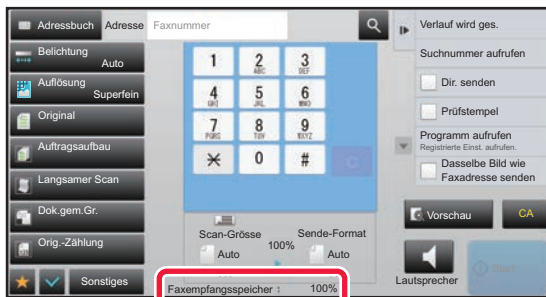 Adressbuch
Adresse
Faxnummer
Belichtung
Auto
Auflösung
Superfein
Original
Auftragsaufbau
Langsamer Scan
Dok.gem.Gr.
Orig.-Zählung
Sonstiges
1
2
ABC
3
DEF
4
GHI
5
JKL
6
MNO
7
PQRS
8
TUV
9
WXYZ
0
#
C
Scan-Grösse
Auto
100%
Sende-Format
Auto
Faxempfangsspeicher : 100%
Verlauf wird ges.
Suchnummer aufrufen
Dir. senden
Prüfstempel
Programm aufrufen
Registrierte Einst. aufrufen.
Dasselbe Bild wie
Faxadresse senden
Vorschau
CA
Lautsprecher
Start